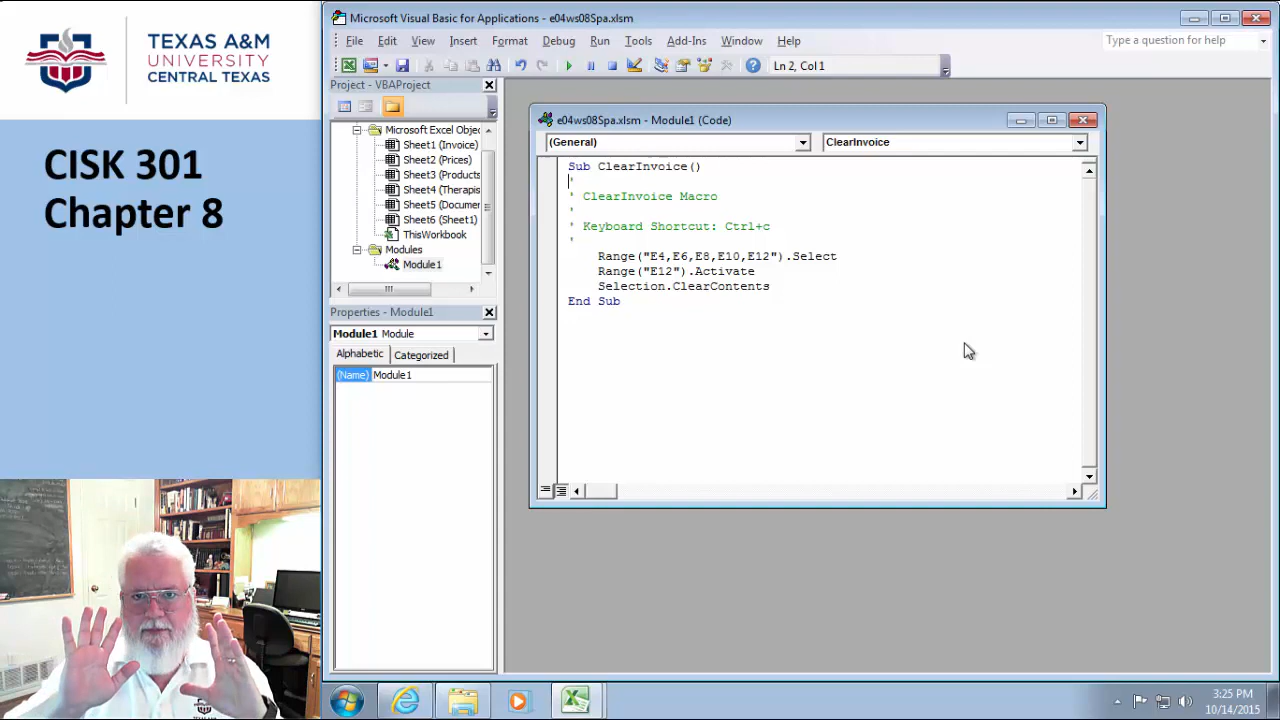 TEXAS A&M
UNIVERSITY
CENTRAL TEXAS
CISK 301
Chapter 8
Microsoft Visual Basic for Applications - e04ws08Spa.xlsm
File Edit View Insert Format Debug Run Tools Add-Ins Window Help
Type a question for help
Ln 2, Col 1
Project - VBAProject
Microsoft Excel Objec
Sheet1 (Invoice)
Sheet2 (Prices)
Sheet3 (Products
Sheet4 (Therapis
Sheet5 (Documer
Sheet6 (Sheet1)
ThisWorkbook
Modules
Module1
Properties - Module1
Module1 Module
Alphabetic Categorized
(Name) Module1
e04ws08Spa.xlsm - Module1 (Code)
(General) ClearInvoice
Sub ClearInvoice()
'
' ClearInvoice Macro
'
' Keyboard Shortcut: Ctrl+c
'
Range("E4,E6,E8,E10,E12").Select
Range("E12").Activate
Selection.ClearContents
End Sub
3:25 PM
10/14/2015